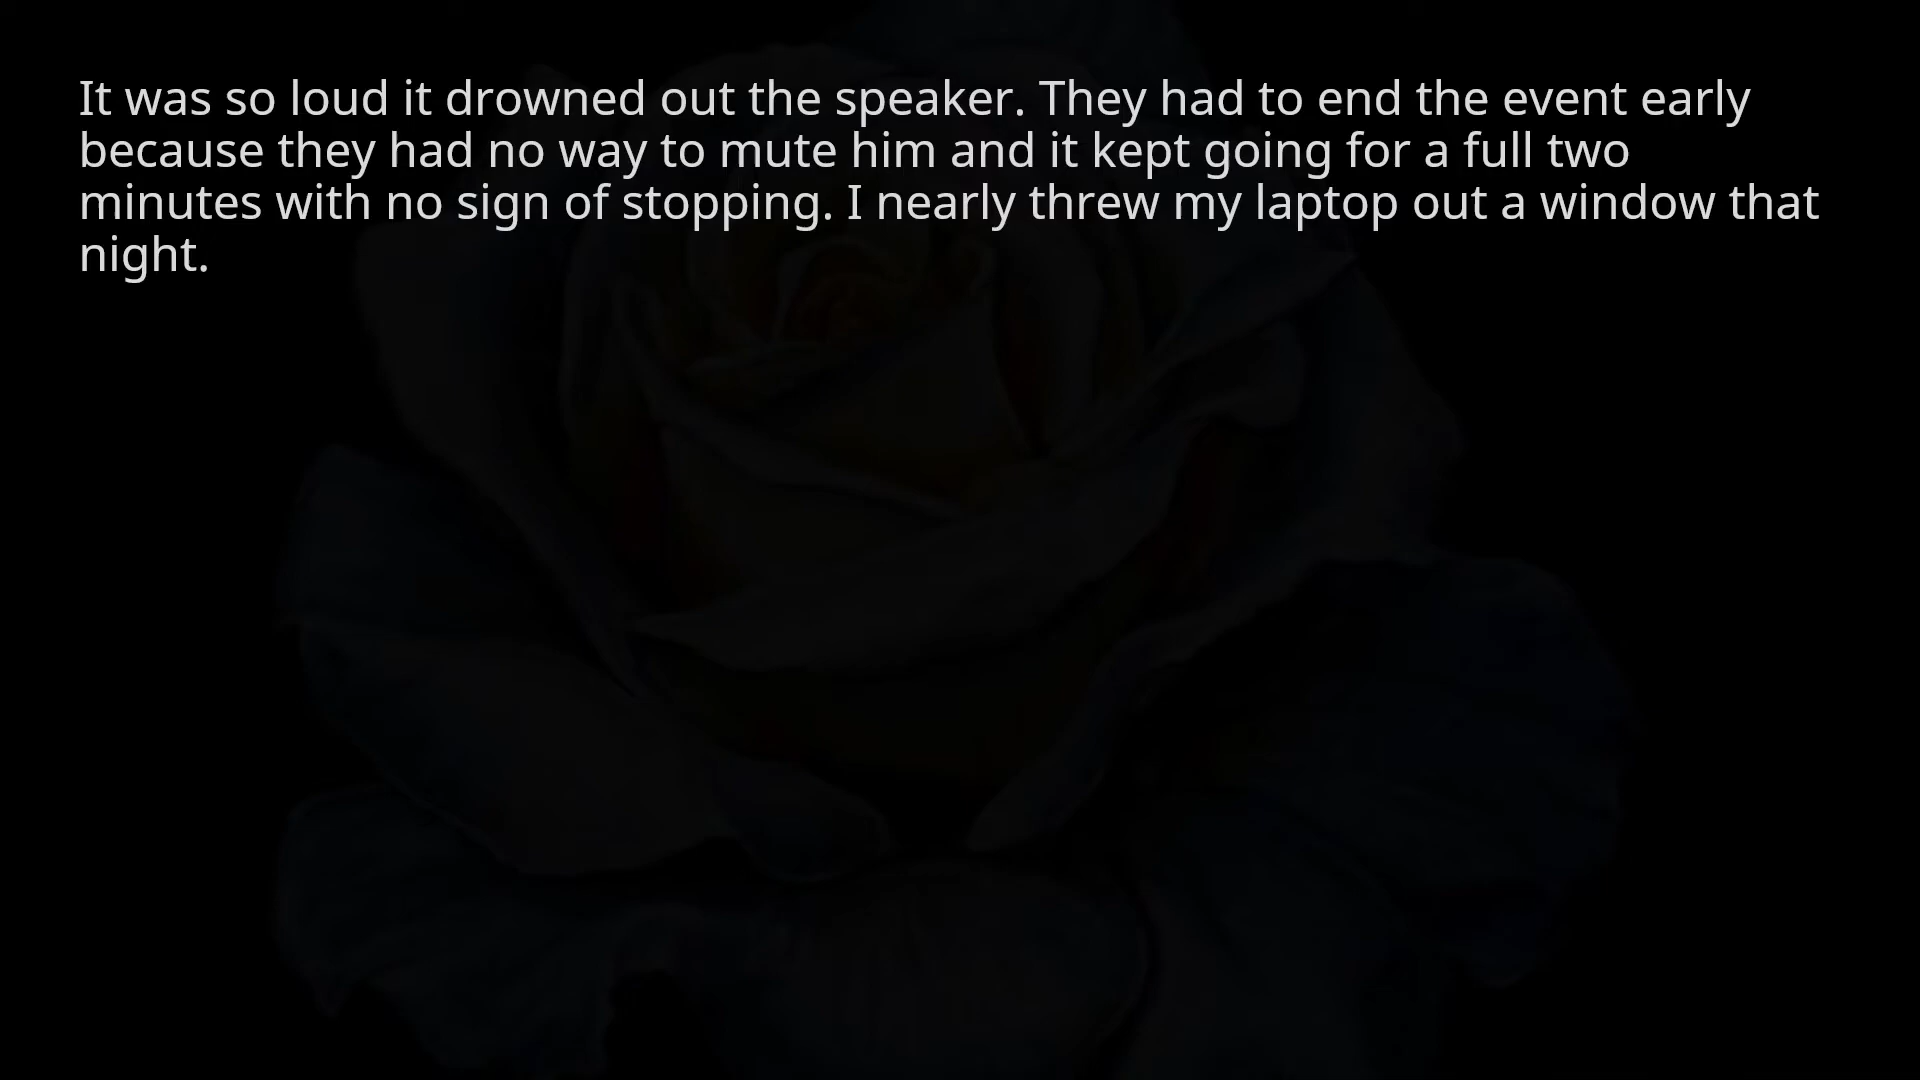 It was so loud it drowned out the speaker. They had to end the event early
because they had no way to mute him and it kept going for a full two
minutes with no sign of stopping. I nearly threw my laptop out a window that
night.